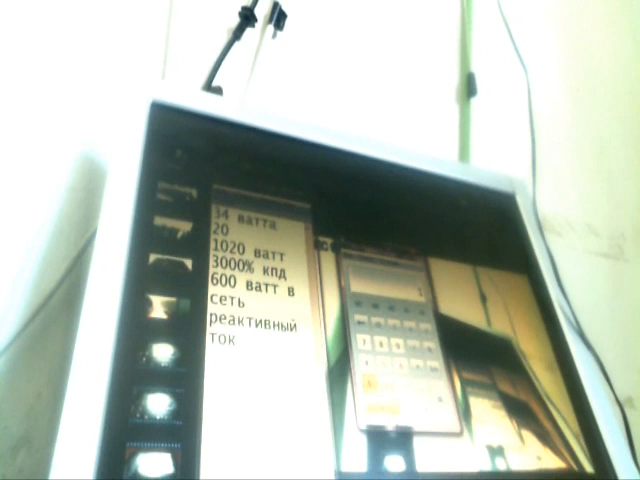 34 ватта
20
1020 ватт
3000% кпд
600 ватт в
сеть
реактивный
ток